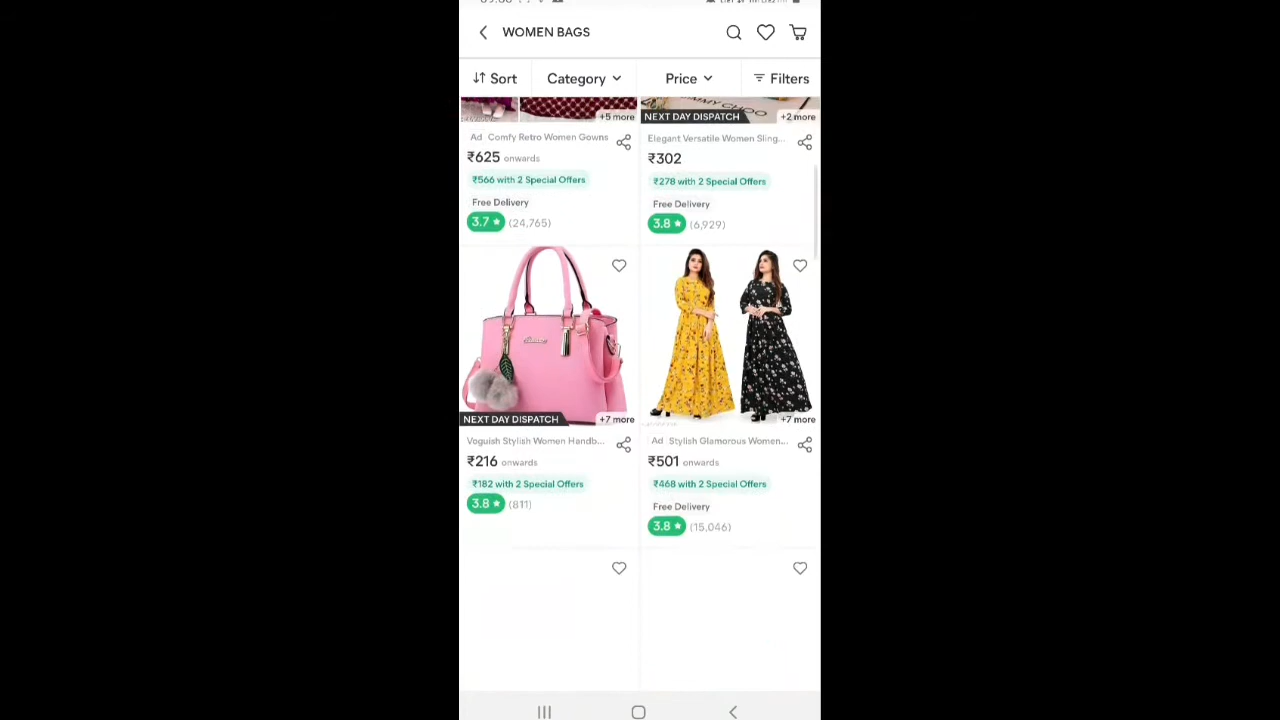 WOMEN BAGS
Sort
Category
Price
Filters
+5 more
JIMMY CHOO
NEXT DAY DISPATCH
+2 more
Ad Comfy Retro Women Gowns
₹625 onwards
₹566 with 2 Special Offers
Free Delivery
3.7 ★ (24,765)
Elegant Versatile Women Sling...
₹302
₹278 with 2 Special Offers
Free Delivery
3.8 ★ (6,929)
NEXT DAY DISPATCH
+7 more
Voguish Stylish Women Handb...
₹216 onwards
₹182 with 2 Special Offers
3.8 ★ (811)
+7 more
Ad Stylish Glamorous Women...
₹501 onwards
₹468 with 2 Special Offers
Free Delivery
3.8 ★ (15,046)